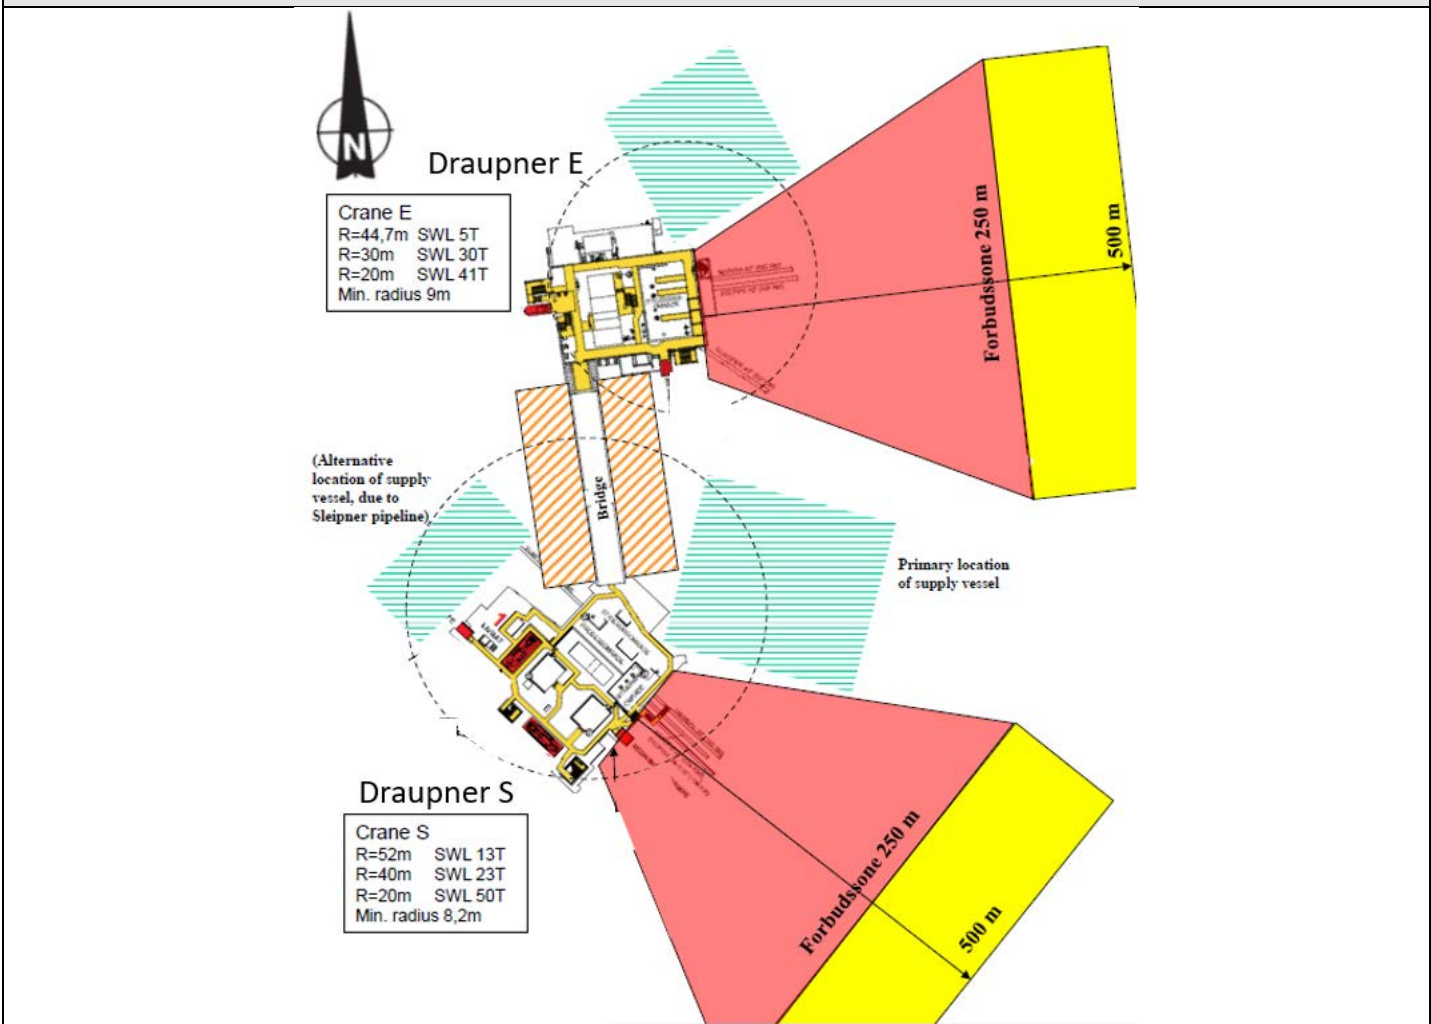 N
Draupner E
Crane E
R=44,7m SWL 5T
R=30m SWL 30T
R=20m SWL 41T
Min. radius 9m
Forbudssone 250 m
500 m
(Alternative
location of supply
vessel, due to
Sleipner pipeline)
Bridge
Primary location
of supply vessel
1
Draupner S
Crane S
R=52m SWL 13T
R=40m SWL 23T
R=20m SWL 50T
Min. radius 8,2m
Forbudssone 250 m
500 m